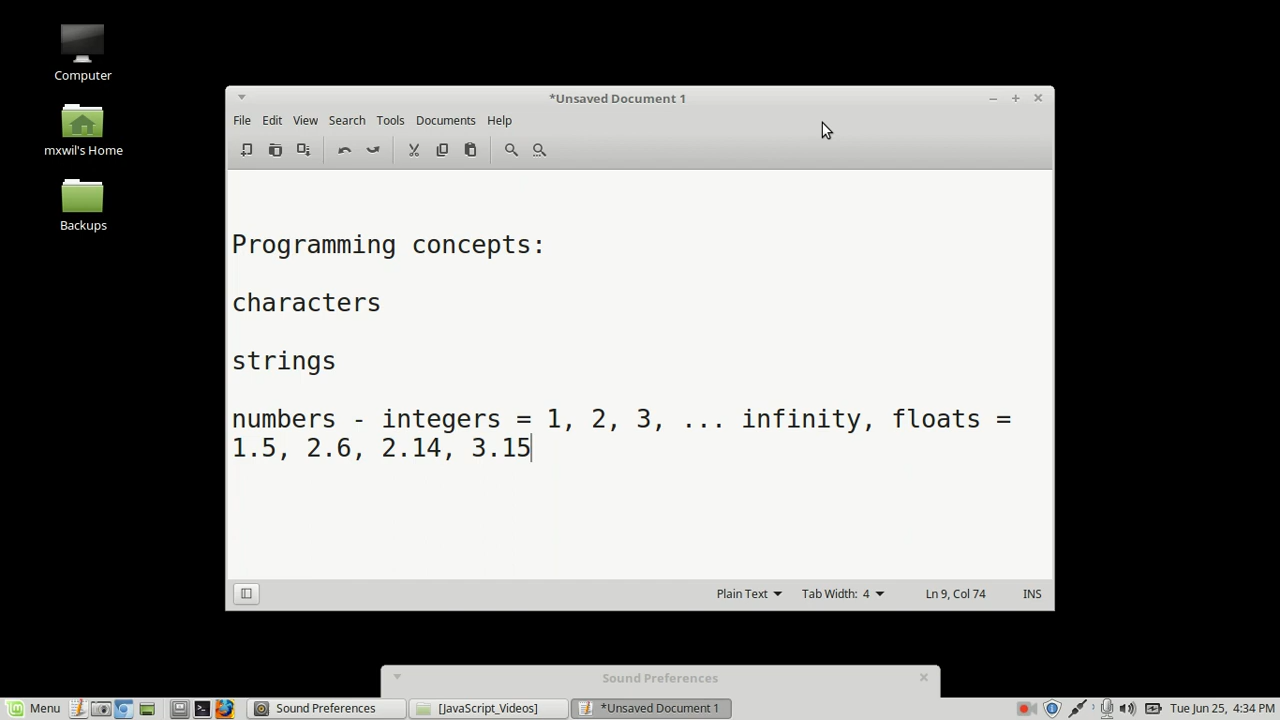 Computer
mxwil's Home
Backups
*Unsaved Document 1
File Edit View Search Tools Documents Help
Programming concepts:
characters
strings
numbers - integers = 1, 2, 3, ... infinity, floats =
1.5, 2.6, 2.14, 3.15
Plain Text Tab Width: 4 Ln 9, Col 74 INS
Sound Preferences
Menu Sound Preferences [JavaScript_Videos] *Unsaved Document 1 Tue Jun 25, 4:34 PM